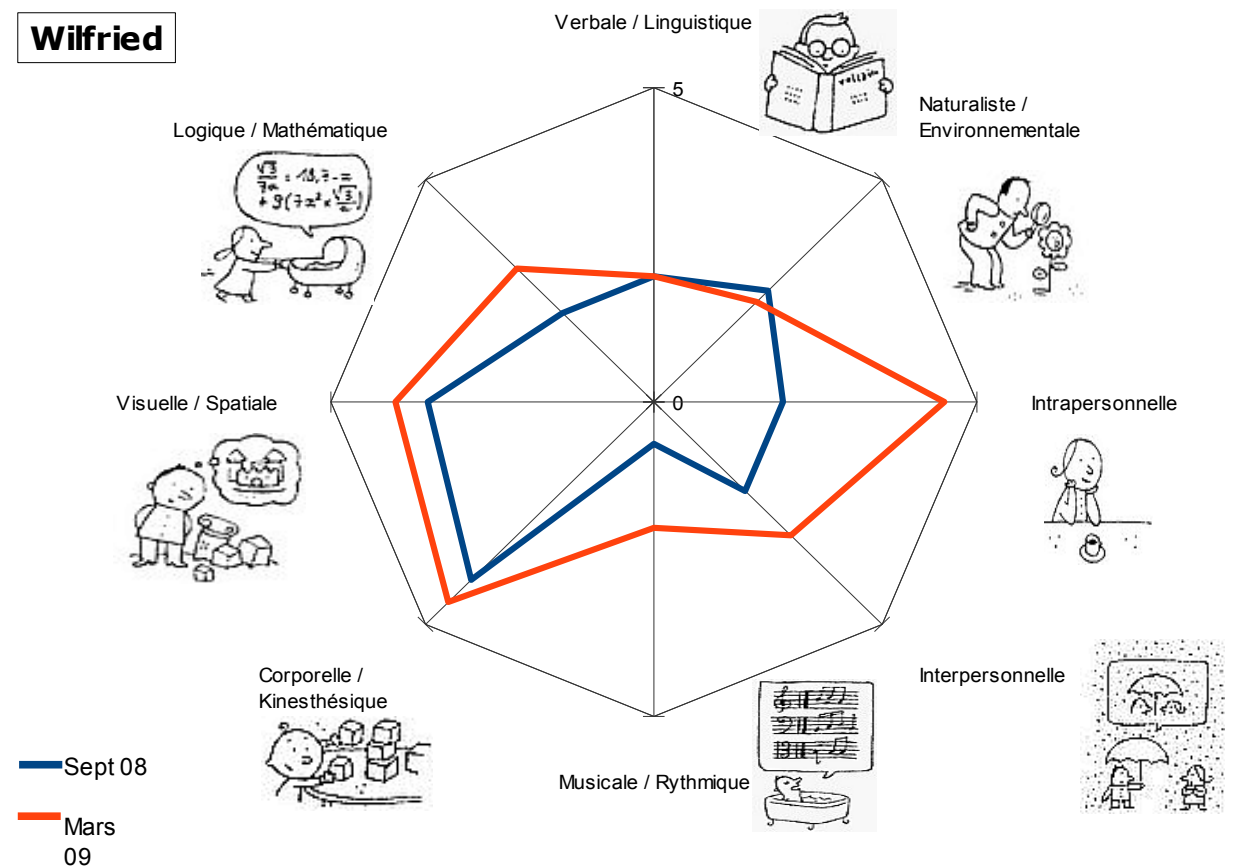 Wilfried
Verbale / Linguistique
5
Naturaliste /
Environnementale
Logique / Mathématique
Visuelle / Spatiale
0
Intrapersonnelle
Corporelle /
Kinesthésique
Interpersonnelle
Musicale / Rythmique
Sept 08
Mars
09